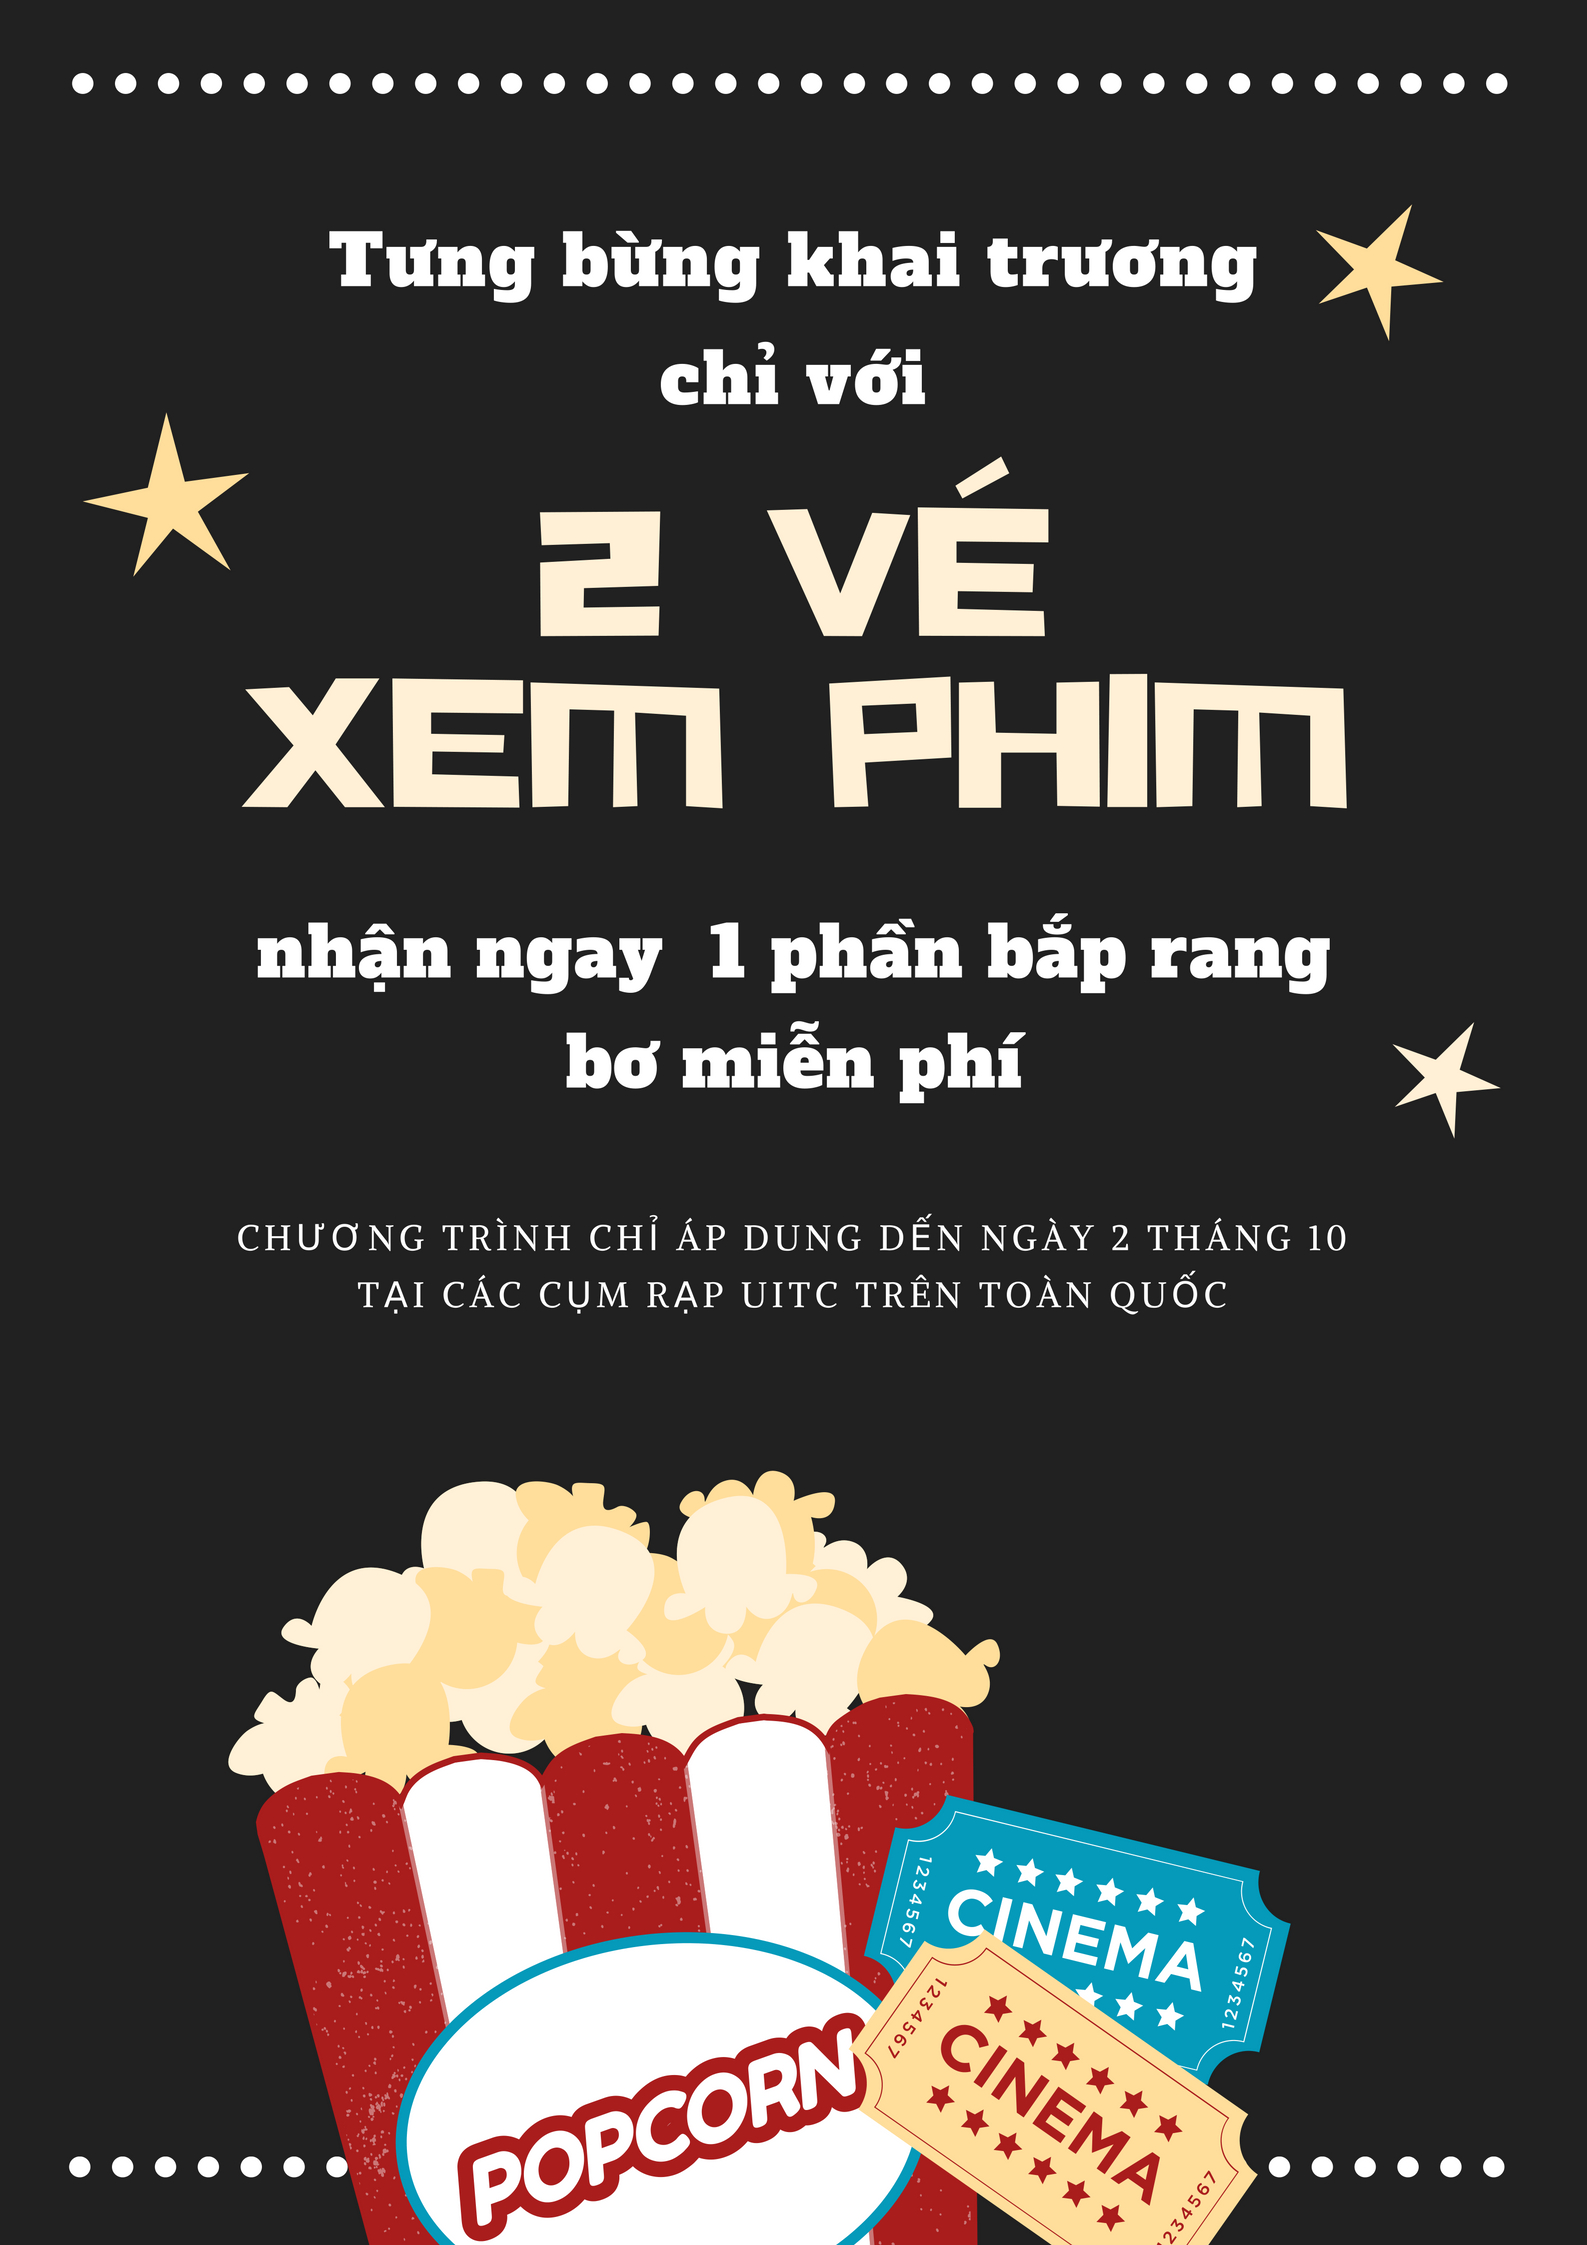 Tưng bừng khai trương
chỉ với
2 VÉ
XEM PHIM
nhận ngay 1 phần bắp rang
bơ miễn phí
CHƯƠNG TRÌNH CHỈ ÁP DUNG DẾN NGÀY 2 THÁNG 10
TẠI CÁC CỤM RẠP UITC TRÊN TOÀN QUỐC
1234567
CINEMA
1234567
1234567
CINEMA
1234567
POPCORN